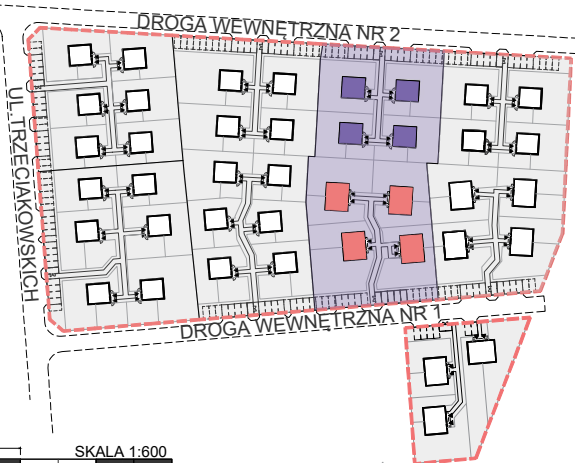 DROGA WEWNĘTRZNA NR 2
UL. TRZECIAKOWSKICH
DROGA WEWNĘTRZNA NR 1
SKALA 1:600